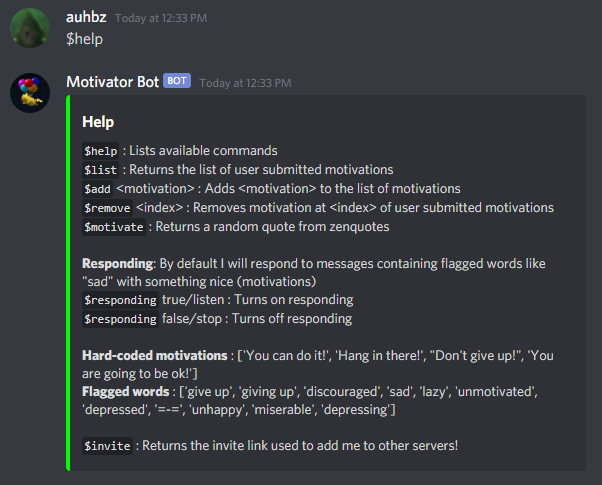 auhbz Today at 12:33 PM
$help
Motivator Bot BOT Today at 12:33 PM
Help
$help : Lists available commands
$list : Returns the list of user submitted motivations
$add <motivation> : Adds <motivation> to the list of motivations
$remove <index> : Removes motivation at <index> of user submitted motivations
$motivate : Returns a random quote from zenquotes
Responding: By default I will respond to messages containing flagged words like
"sad" with something nice (motivations)
$responding true/listen : Turns on responding
$responding false/stop : Turns off responding
Hard-coded motivations : ['You can do it!', 'Hang in there!', "Don't give up!", 'You
are going to be ok!']
Flagged words : ['give up', 'giving up', 'discouraged', 'sad', 'lazy', 'unmotivated',
'depressed', '=-=', 'unhappy', 'miserable', 'depressing']
$invite : Returns the invite link used to add me to other servers!